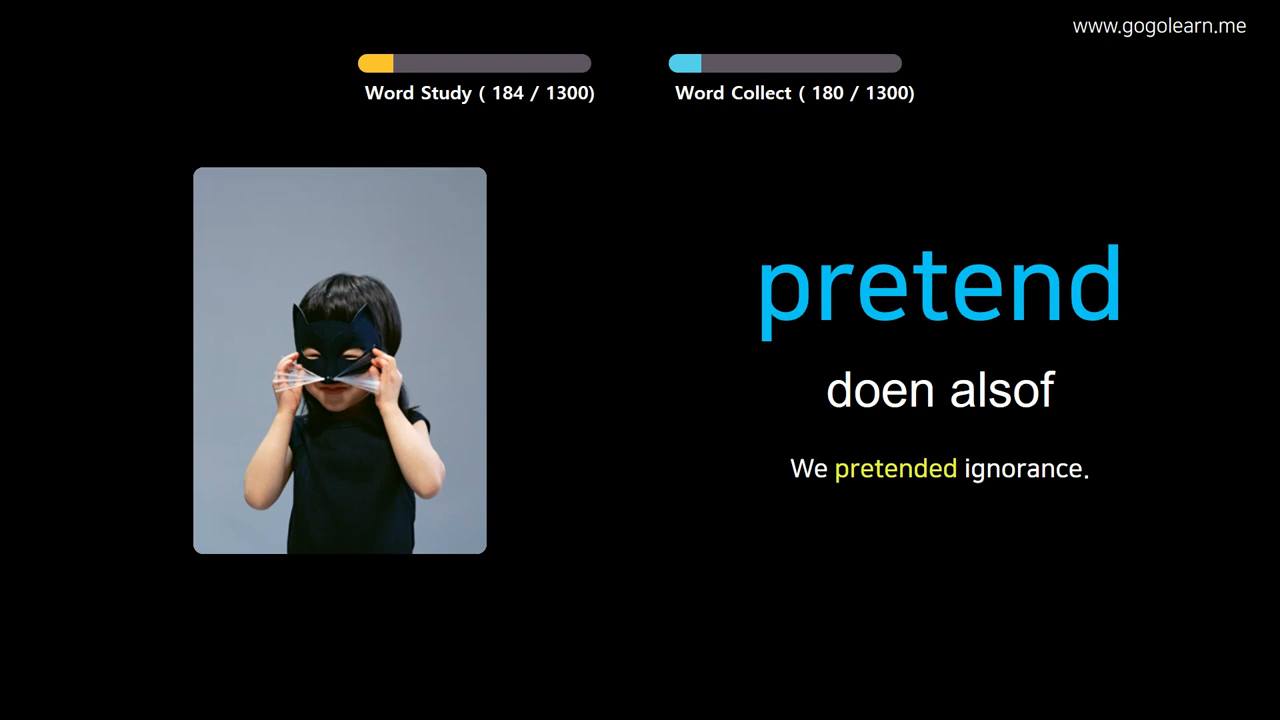 www.gogolearn.me
Word Study ( 184 / 1300)
Word Collect ( 180 / 1300)
pretend
doen alsof
We pretended ignorance.